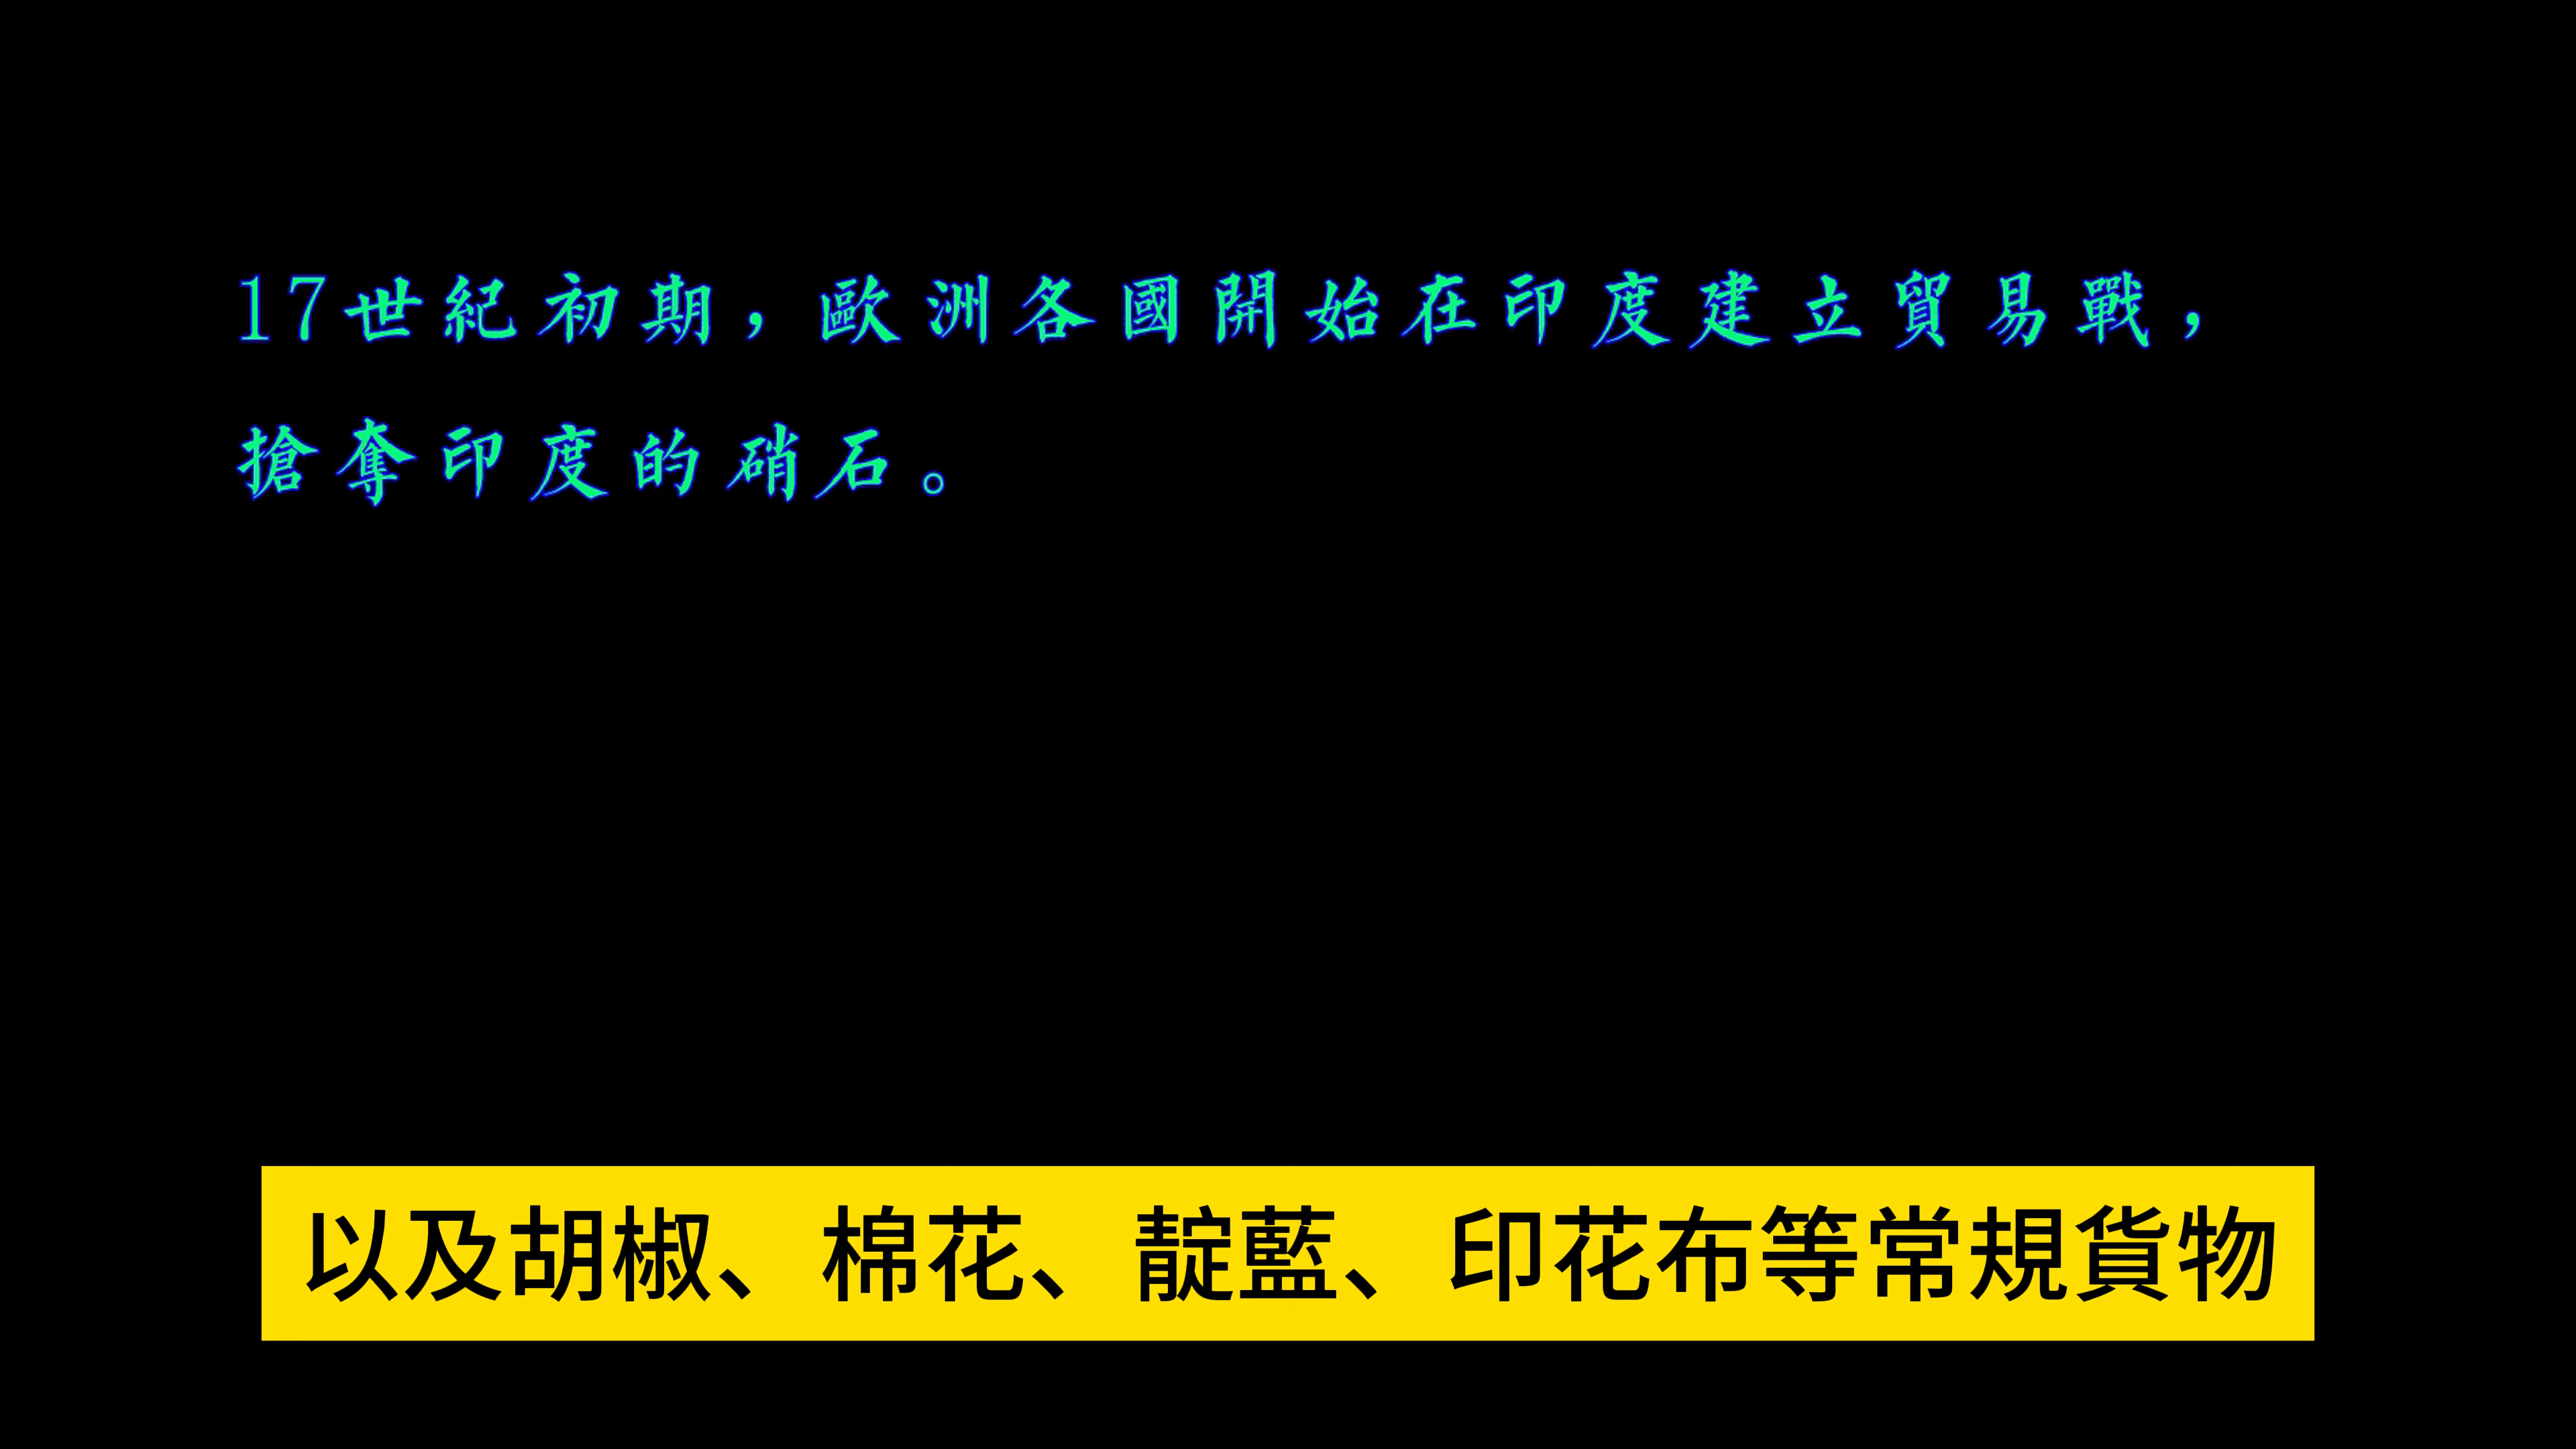 17世紀初期，歐洲各國開始在印度建立貿易戰，
搶奪印度的硝石。
以及胡椒、棉花、靛藍、印花布等常規貨物